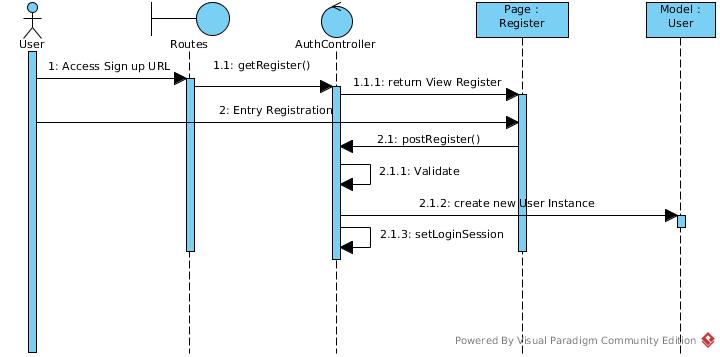 Page :
Register
Model :
User
User
Routes
AuthController
1: Access Sign up URL
1.1: getRegister()
1.1.1: return View Register
2: Entry Registration
2.1: postRegister()
2.1.1: Validate
2.1.2: create new User Instance
2.1.3: setLoginSession
Powered By Visual Paradigm Community Edition